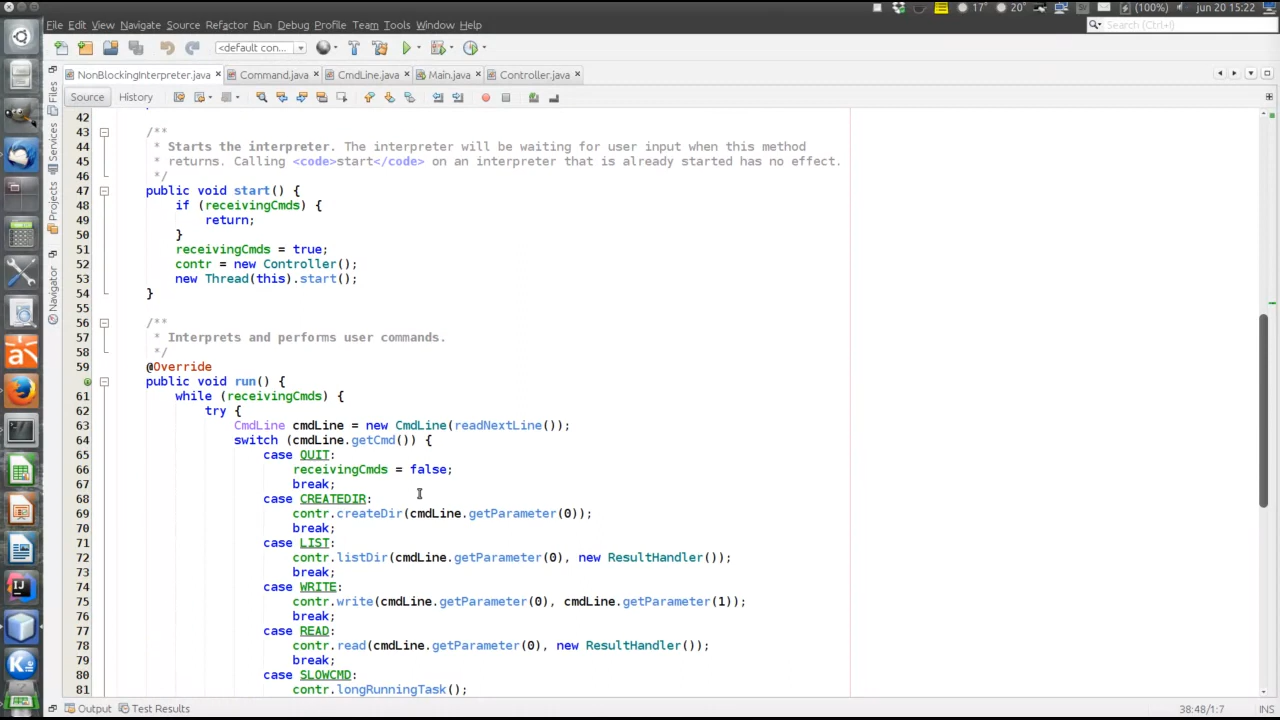 17° 20° (100%) jun 20 15:22
File Edit View Navigate Source Refactor Run Debug Profile Team Tools Window Help
Search (Ctrl+I)
<default con...
NonBlockingInterpreter.java Command.java CmdLine.java Main.java Controller.java
Source History
Files
Services
Projects
Navigator
42
43 /**
44 * Starts the interpreter. The interpreter will be waiting for user input when this method
45 * returns. Calling <code>start</code> on an interpreter that is already started has no effect.
46 */
47 public void start() {
48 if (receivingCmds) {
49 return;
50 }
51 receivingCmds = true;
52 contr = new Controller();
53 new Thread(this).start();
54 }
55
56 /**
57 * Interprets and performs user commands.
58 */
59 @Override
public void run() {
61 while (receivingCmds) {
62 try {
63 CmdLine cmdLine = new CmdLine(readNextLine());
64 switch (cmdLine.getCmd()) {
65 case QUIT:
66 receivingCmds = false;
67 break;
68 case CREATEDIR:
69 contr.createDir(cmdLine.getParameter(0));
70 break;
71 case LIST:
72 contr.listDir(cmdLine.getParameter(0), new ResultHandler());
73 break;
74 case WRITE:
75 contr.write(cmdLine.getParameter(0), cmdLine.getParameter(1));
76 break;
77 case READ:
78 contr.read(cmdLine.getParameter(0), new ResultHandler());
79 break;
80 case SLOWCMD:
81 contr.longRunningTask();
Output Test Results
38:48/1:7 INS